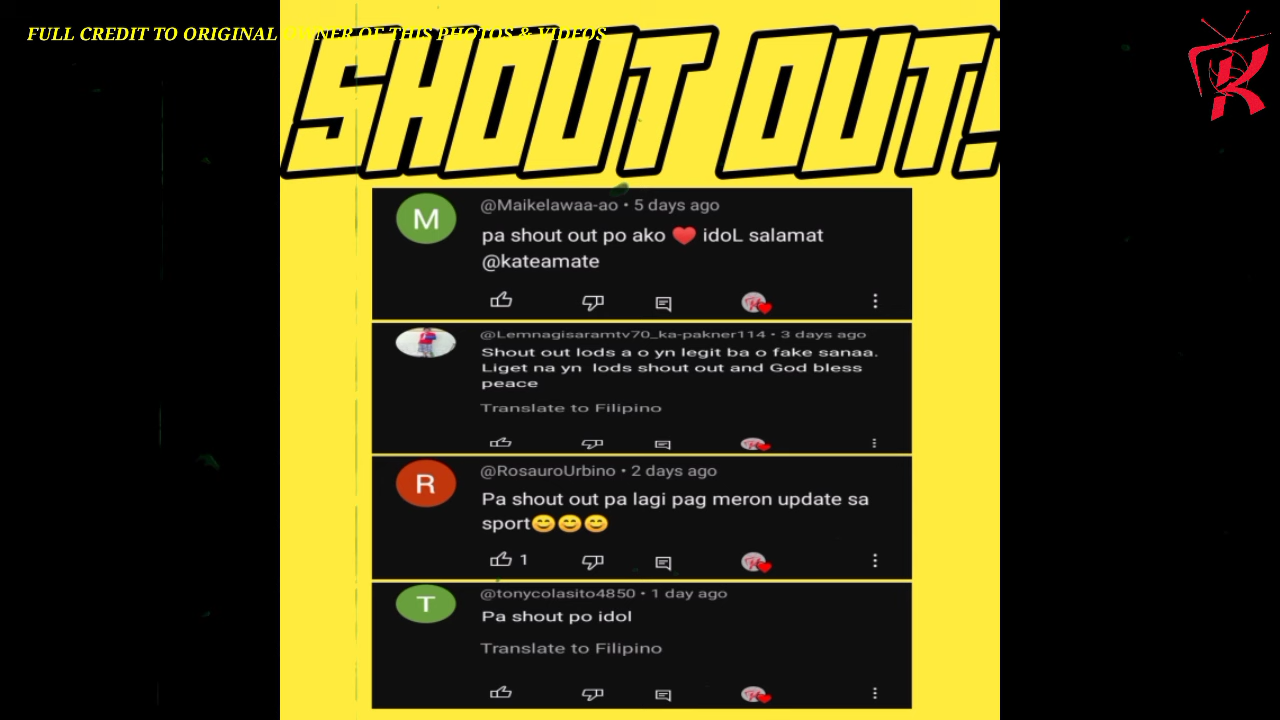 FULL CREDIT TO ORIGINAL OWNER OF THIS PHOTOS & VIDEOS
SHOUT OUT!
M
@Maikelawaa-ao • 5 days ago
pa shout out po ako ❤️ idoL salamat
@kateamate
@Lemnagisaramtv70_ka-pakner114 • 3 days ago
Shout out lods a o yn legit ba o fake sanaa.
Liget na yn lods shout out and God bless
peace
Translate to Filipino
R
@RosauroUrbino • 2 days ago
Pa shout out pa lagi pag meron update sa
sport😊😊😊
1
T
@tonycolasito4850 • 1 day ago
Pa shout po idol
Translate to Filipino